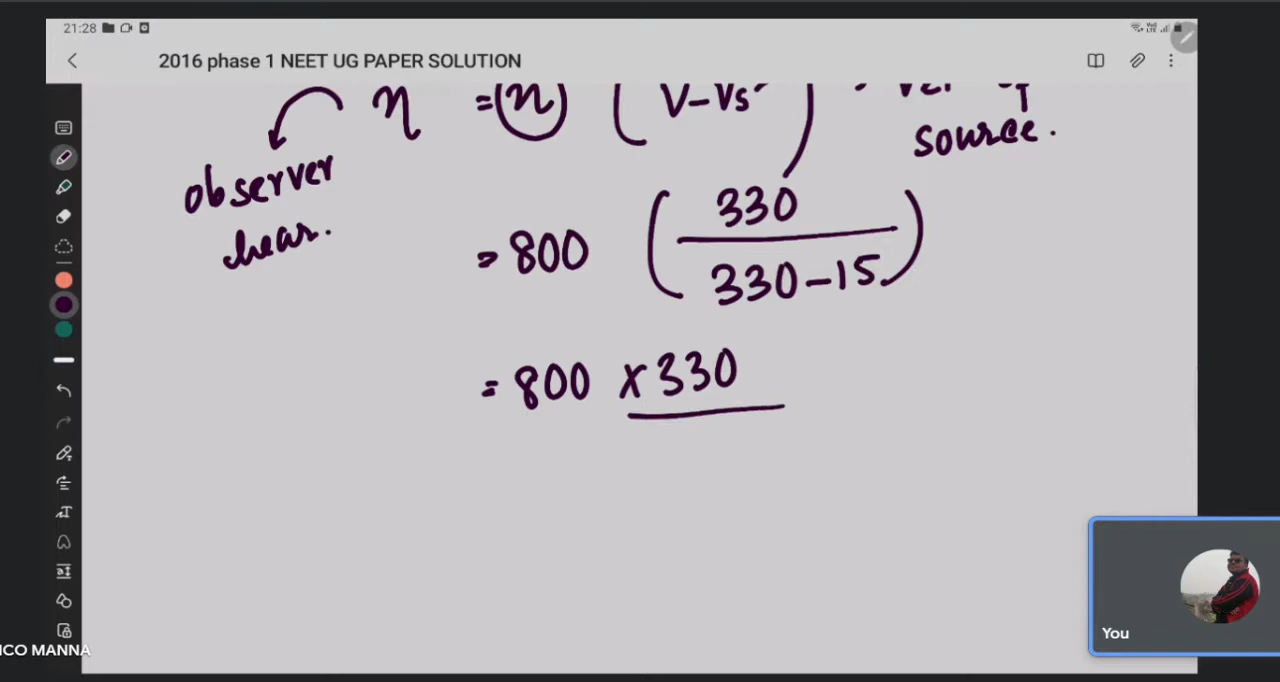 21:28
2016 phase 1 NEET UG PAPER SOLUTION
η = (n) ( V-Vs
observer
hear.
source.
= 800 ( 330 / 330-15 )
= 800 × 330
You
ICO MANNA